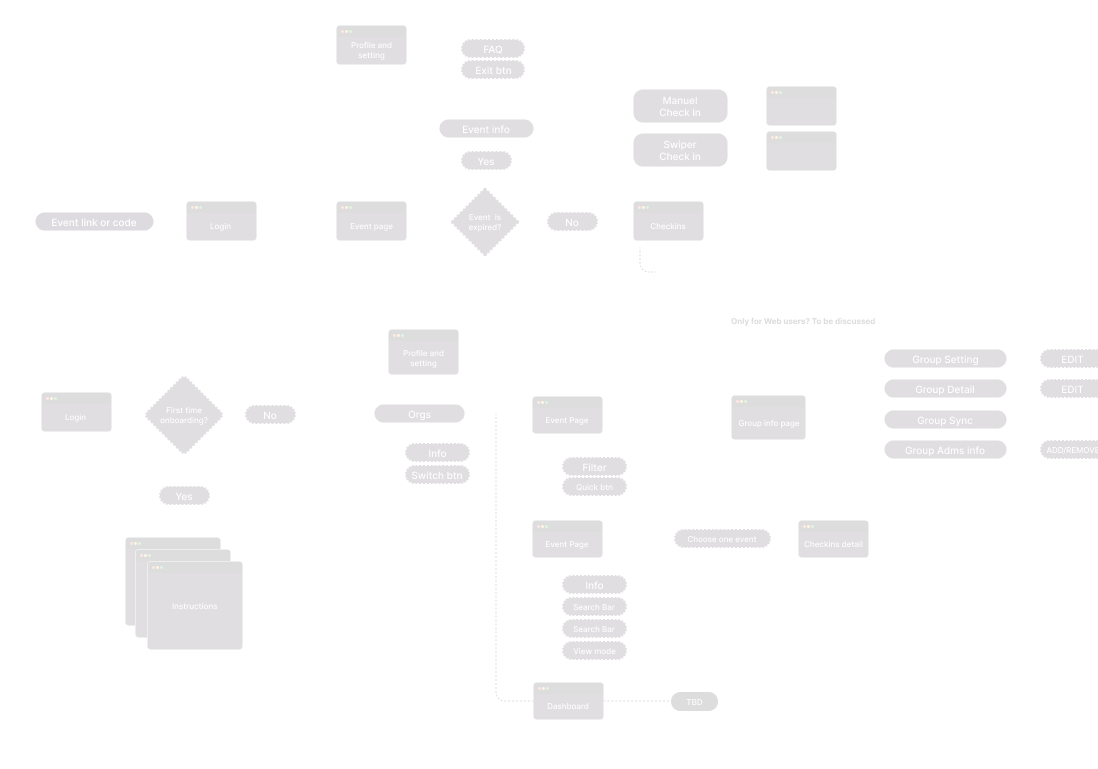 Profile and
setting
FAQ
Exit btn
Manuel
Check in
Event info
Swiper
Check in
Yes
Event link or code
Login
Event page
Event is
expired?
No
Checkins
Only for Web users? To be discussed
Profile and
setting
Group Setting
EDIT
Group Detail
EDIT
Login
First time
onboarding?
No
Orgs
Event Page
Group info page
Group Sync
Info
Group Adms info
ADD/REMOVE
Switch btn
Filter
Quick btn
Yes
Event Page
Choose one event
Checkins detail
Instructions
Info
Search Bar
Search Bar
View mode
Dashboard
TBD